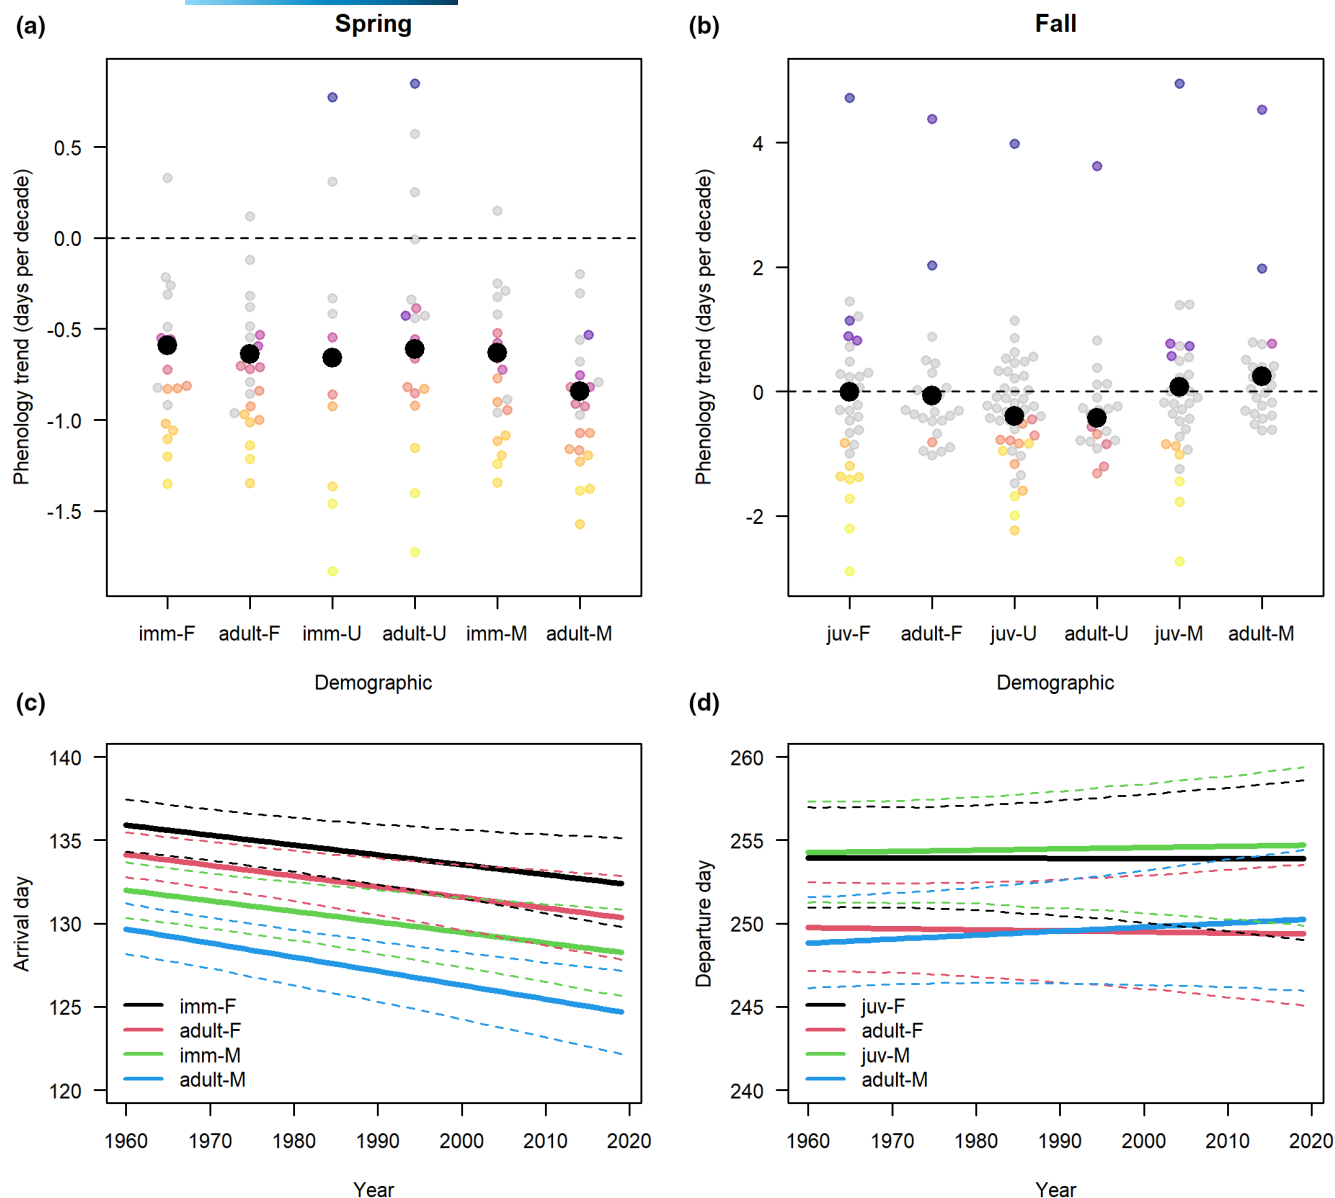 (a)
Spring
Phenology trend (days per decade)
0.5
0.0
-0.5
-1.0
-1.5
imm-F adult-F imm-U adult-U imm-M adult-M
Demographic
(b)
Fall
Phenology trend (days per decade)
4
2
0
-2
juv-F adult-F juv-U adult-U juv-M adult-M
Demographic
(c)
Arrival day
140
135
130
125
120
imm-F
adult-F
imm-M
adult-M
1960 1970 1980 1990 2000 2010 2020
Year
(d)
Departure day
260
255
250
245
240
juv-F
adult-F
juv-M
adult-M
1960 1970 1980 1990 2000 2010 2020
Year